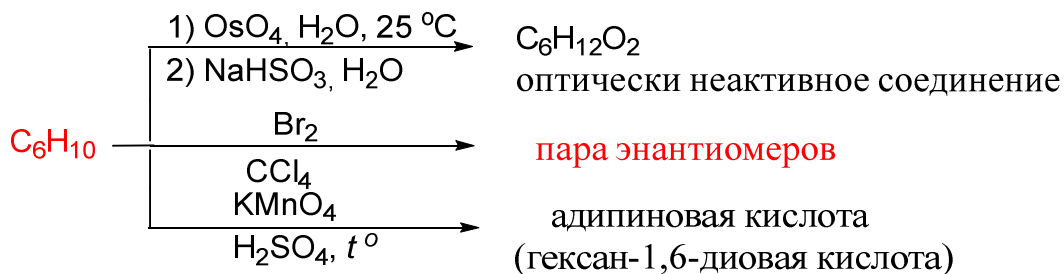 1) OsO₄, H₂O, 25 °C
2) NaHSO₃, H₂O
C₆H₁₂O₂
оптически неактивное соединение
C₆H₁₀
Br₂
CCl₄
пара энантиомеров
KMnO₄
H₂SO₄, t °
адипиновая кислота
(гексан-1,6-диовая кислота)